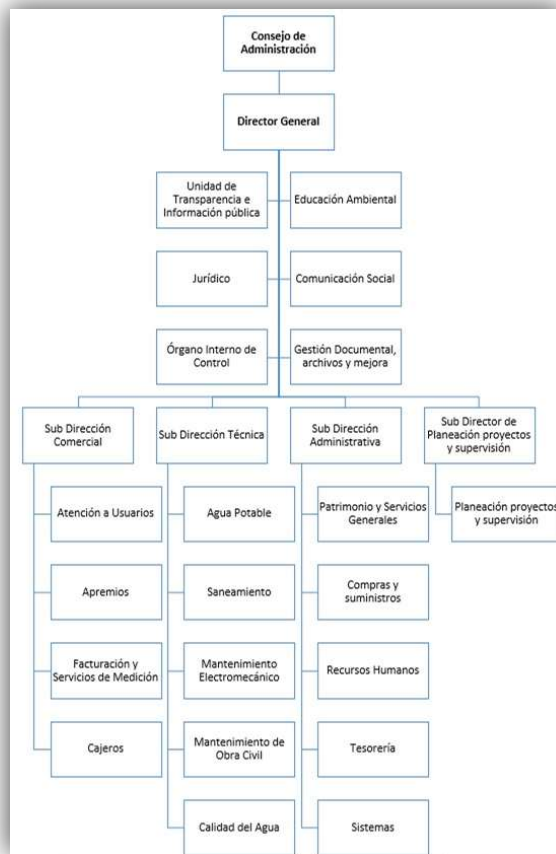 Consejo de
Administración
Director General
Unidad de
Transparencia e
Información pública
Educación Ambiental
Jurídico
Comunicación Social
Órgano Interno de
Control
Gestión Documental,
archivos y mejora
Sub Dirección
Comercial
Sub Dirección Técnica
Sub Dirección
Administrativa
Sub Director de
Planeación proyectos
y supervisión
Atención a Usuarios
Agua Potable
Patrimonio y Servicios
Generales
Planeación proyectos
y supervisión
Apremios
Saneamiento
Compras y
suministros
Facturación y
Servicios de Medición
Mantenimiento
Electromecánico
Recursos Humanos
Cajeros
Mantenimiento de
Obra Civil
Tesorería
Calidad del Agua
Sistemas